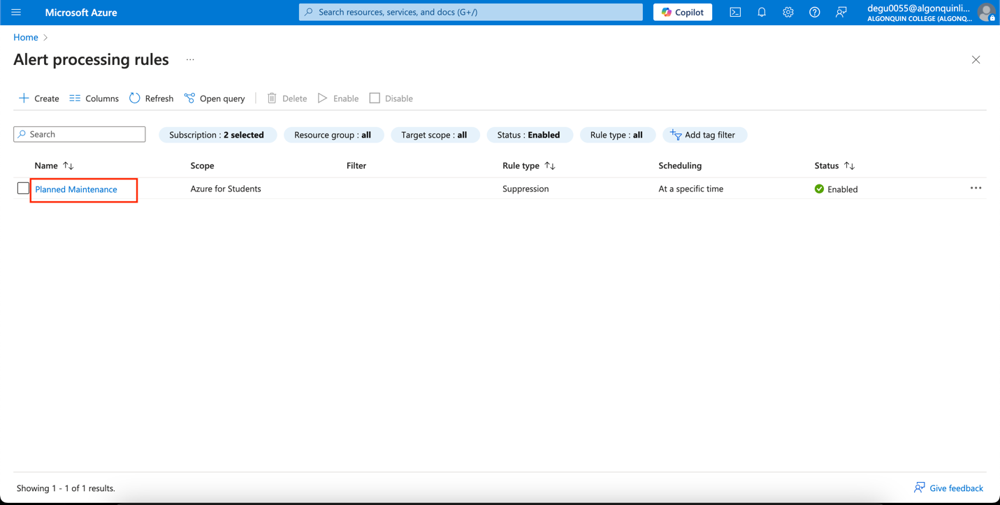 Microsoft Azure
Search resources, services, and docs (G+/)
Copilot
degu0055@algonquinli...
ALGONQUIN COLLEGE (ALGONQ...
Home
Alert processing rules ...
Create Columns Refresh Open query Delete Enable Disable
Search Subscription : 2 selected Resource group : all Target scope : all Status : Enabled Rule type : all Add tag filter
Name Scope Filter Rule type Scheduling Status
Planned Maintenance Azure for Students Suppression At a specific time Enabled ...
Showing 1 - 1 of 1 results. Give feedback